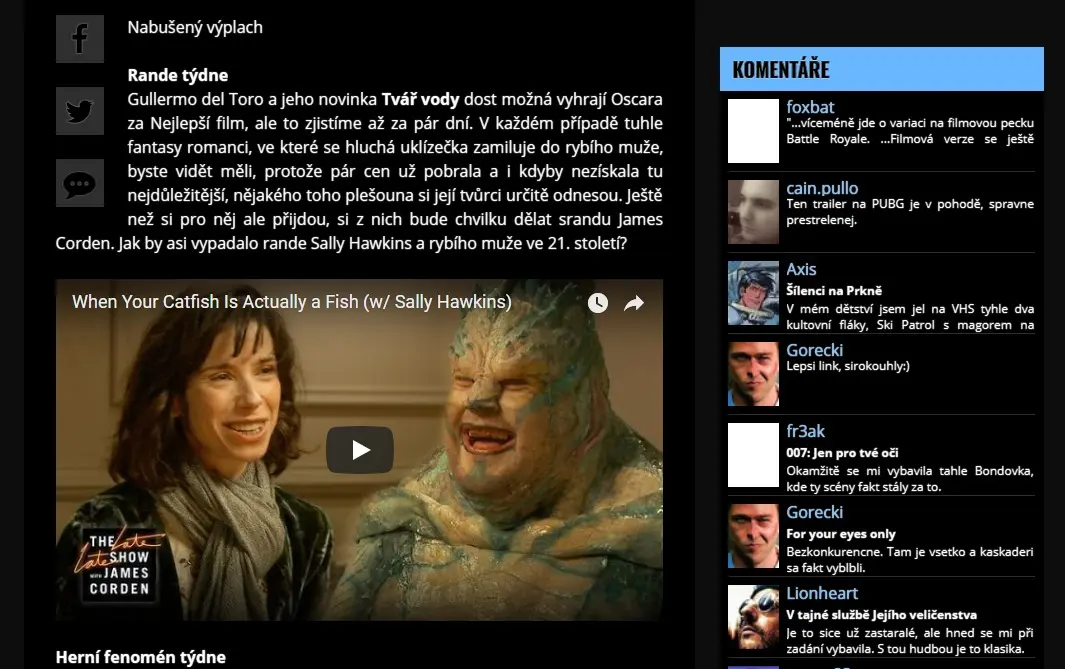 Nabušený výplach
Rande týdne
Gullermo del Toro a jeho novinka Tvář vody dost možná vyhrají Oscara
za Nejlepší film, ale to zjistíme až za pár dní. V každém případě tuhle
fantasy romanci, ve které se hluchá uklízečka zamiluje do rybího muže,
byste vidět měli, protože pár cen už pobrala a i kdyby nezískala tu
nejdůležitější, nějakého toho plešouna si její tvůrci určitě odnesou. Ještě
než si pro něj ale přijdou, si z nich bude chvilku dělat srandu James
Corden. Jak by asi vypadalo rande Sally Hawkins a rybího muže ve 21. století?
When Your Catfish Is Actually a Fish (w/ Sally Hawkins)
THE
Late Late
SHOW
with JAMES
CORDEN
Herní fenomén týdne
KOMENTÁŘE
foxbat
"...víceméně jde o variaci na filmovou pecku
Battle Royale. ...Filmová verze se ještě
cain.pullo
Ten trailer na PUBG je v pohodě, spravne
prestrelenej.
Axis
Šílenci na Prkně
V mém dětství jsem jel na VHS tyhle dva
kultovní fláky, Ski Patrol s magorem na
Gorecki
Lepsi link, sirokouhly:)
fr3ak
007: Jen pro tvé oči
Okamžitě se mi vybavila tahle Bondovka,
kde ty scény fakt stály za to.
Gorecki
For your eyes only
Bezkonkurencne. Tam je vsetko a kaskaderi
sa fakt vyblbli.
Lionheart
V tajné službě Jejího veličenstva
Je to sice už zastaralé, ale hned se mi při
zadání vybavila. S tou hudbou je to klasika.